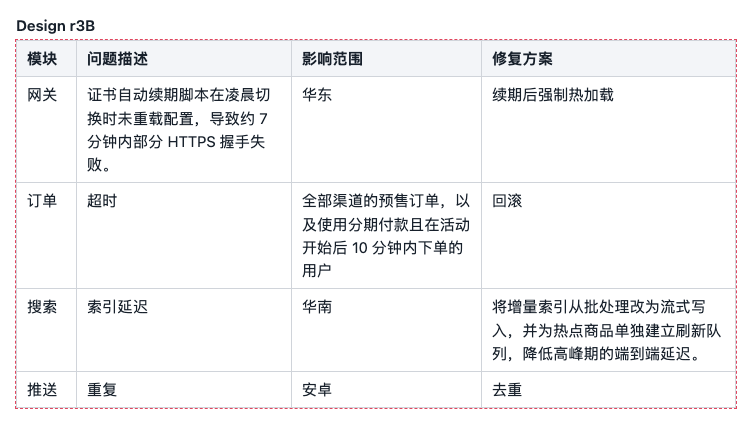 Design r3B
模块 问题描述 影响范围 修复方案
网关 证书自动续期脚本在凌晨切 华东 续期后强制热加载
换时未重载配置，导致约 7
分钟内部分 HTTPS 握手失
败。
订单 超时 全部渠道的预售订单，以 回滚
及使用分期付款且在活动
开始后 10 分钟内下单的
用户
搜索 索引延迟 华南 将增量索引从批处理改为流式写
入，并为热点商品单独建立刷新队
列，降低高峰期的端到端延迟。
推送 重复 安卓 去重